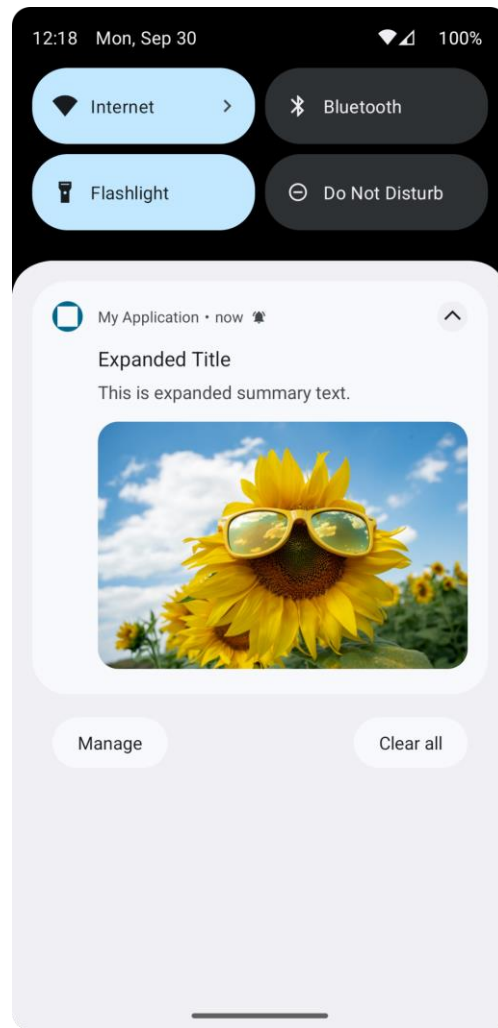 12:18 Mon, Sep 30 100%
Internet Bluetooth
Flashlight Do Not Disturb
My Application • now
Expanded Title
This is expanded summary text.
Manage Clear all